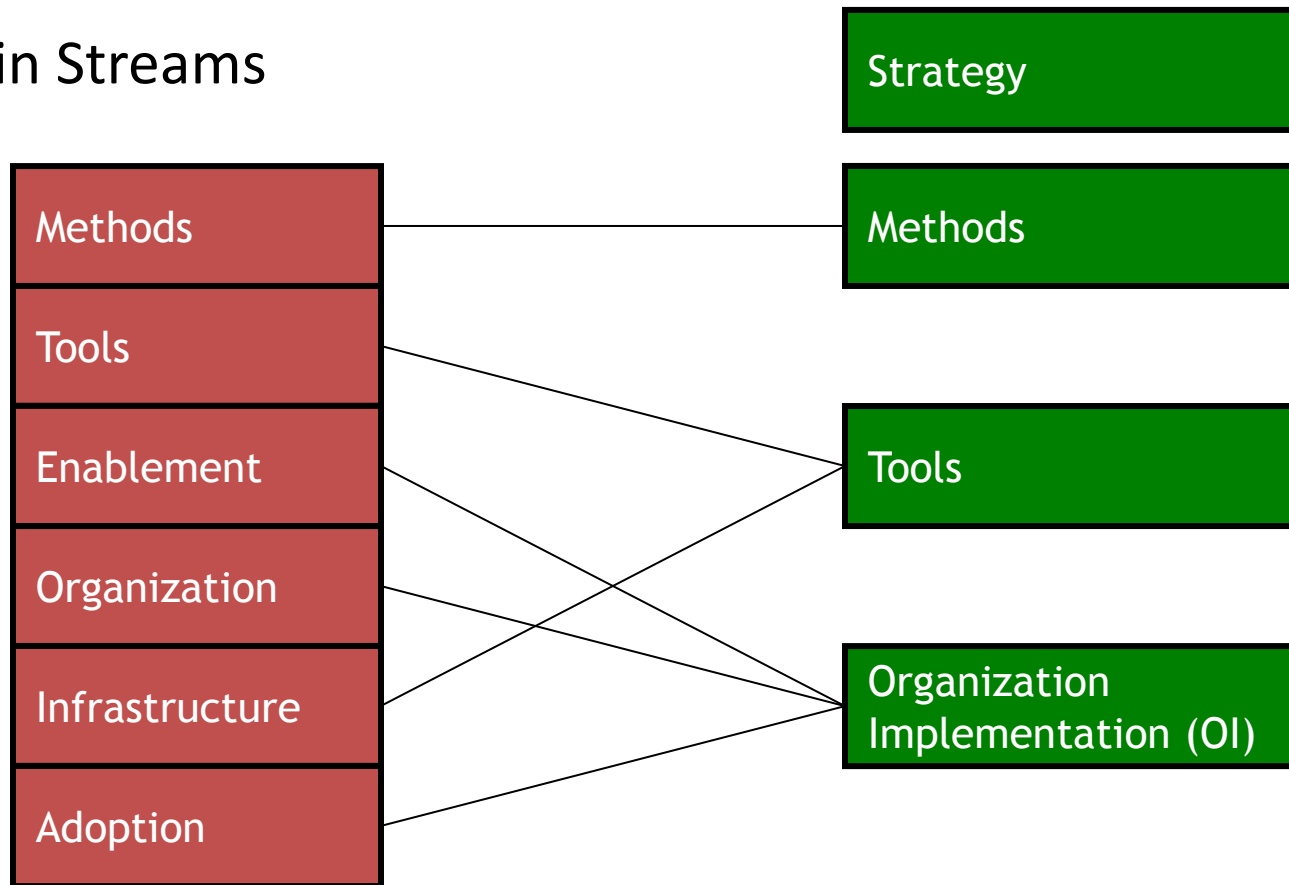 in Streams
Strategy
Methods
Tools
Enablement
Organization
Infrastructure
Adoption
Methods
Tools
Organization
Implementation (OI)